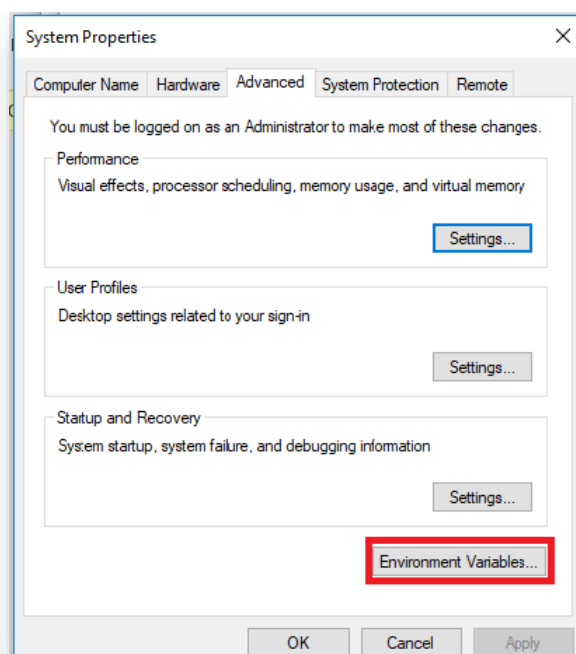 System Properties
Computer Name Hardware Advanced System Protection Remote
You must be logged on as an Administrator to make most of these changes.
Performance
Visual effects, processor scheduling, memory usage, and virtual memory
Settings...
User Profiles
Desktop settings related to your sign-in
Settings...
Startup and Recovery
System startup, system failure, and debugging information
Settings...
Environment Variables...
OK Cancel Apply